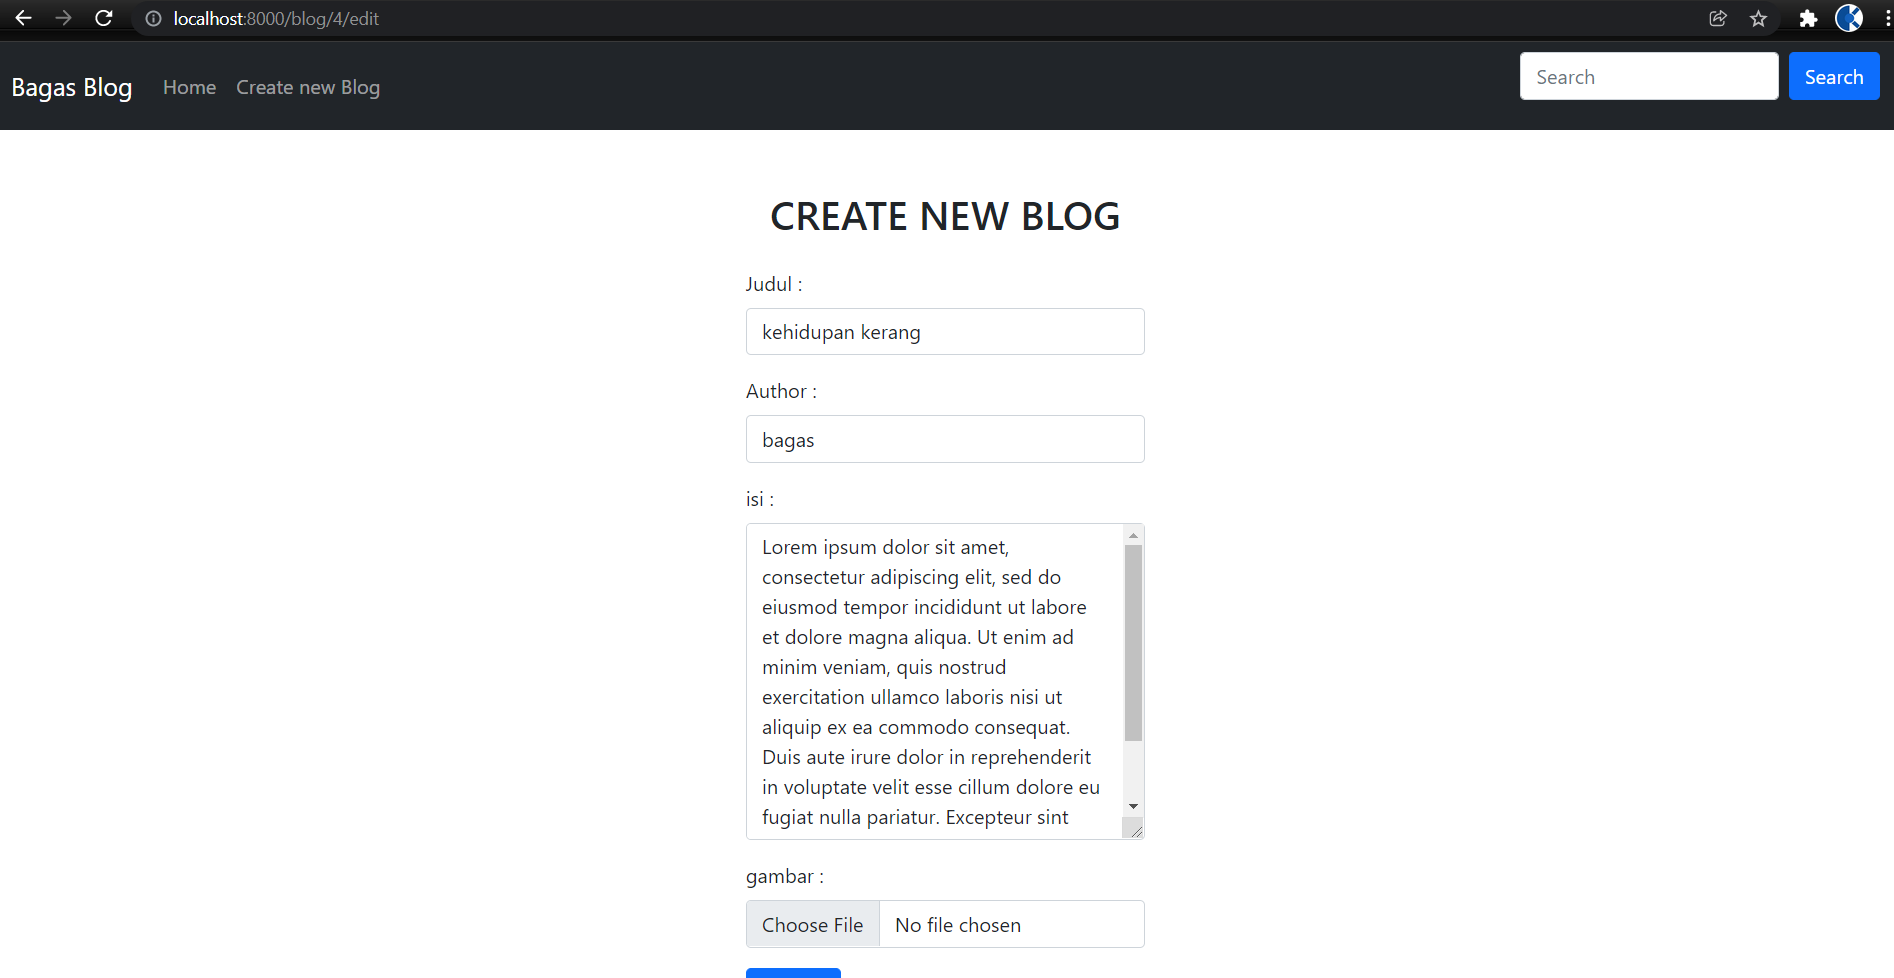 localhost:8000/blog/4/edit
Bagas Blog Home Create new Blog Search Search
CREATE NEW BLOG
Judul :
kehidupan kerang
Author :
bagas
isi :
Lorem ipsum dolor sit amet,
consectetur adipiscing elit, sed do
eiusmod tempor incididunt ut labore
et dolore magna aliqua. Ut enim ad
minim veniam, quis nostrud
exercitation ullamco laboris nisi ut
aliquip ex ea commodo consequat.
Duis aute irure dolor in reprehenderit
in voluptate velit esse cillum dolore eu
fugiat nulla pariatur. Excepteur sint
gambar :
Choose File No file chosen